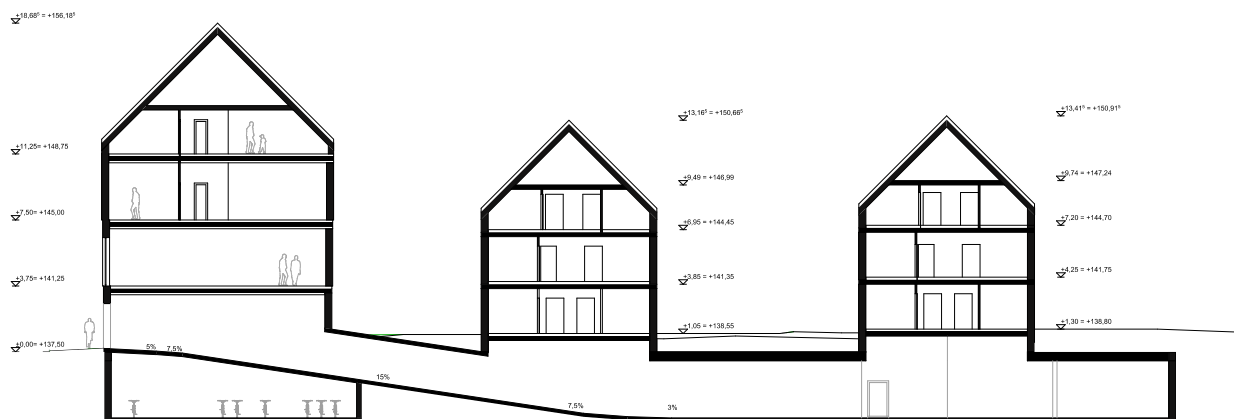 +18,68⁵ = +156,18⁵
+11,25= +148,75
+7,50= +145,00
+3,75= +141,25
+0,00= +137,50
5%
7,5%
15%
7,5%
3%
+13,16⁵ = +150,66⁵
+9,49 = +146,99
+6,95 = +144,45
+3,85 = +141,35
+1,05 = +138,55
+13,41⁵ = +150,91⁵
+9,74 = +147,24
+7,20 = +144,70
+4,25 = +141,75
+1,30 = +138,80